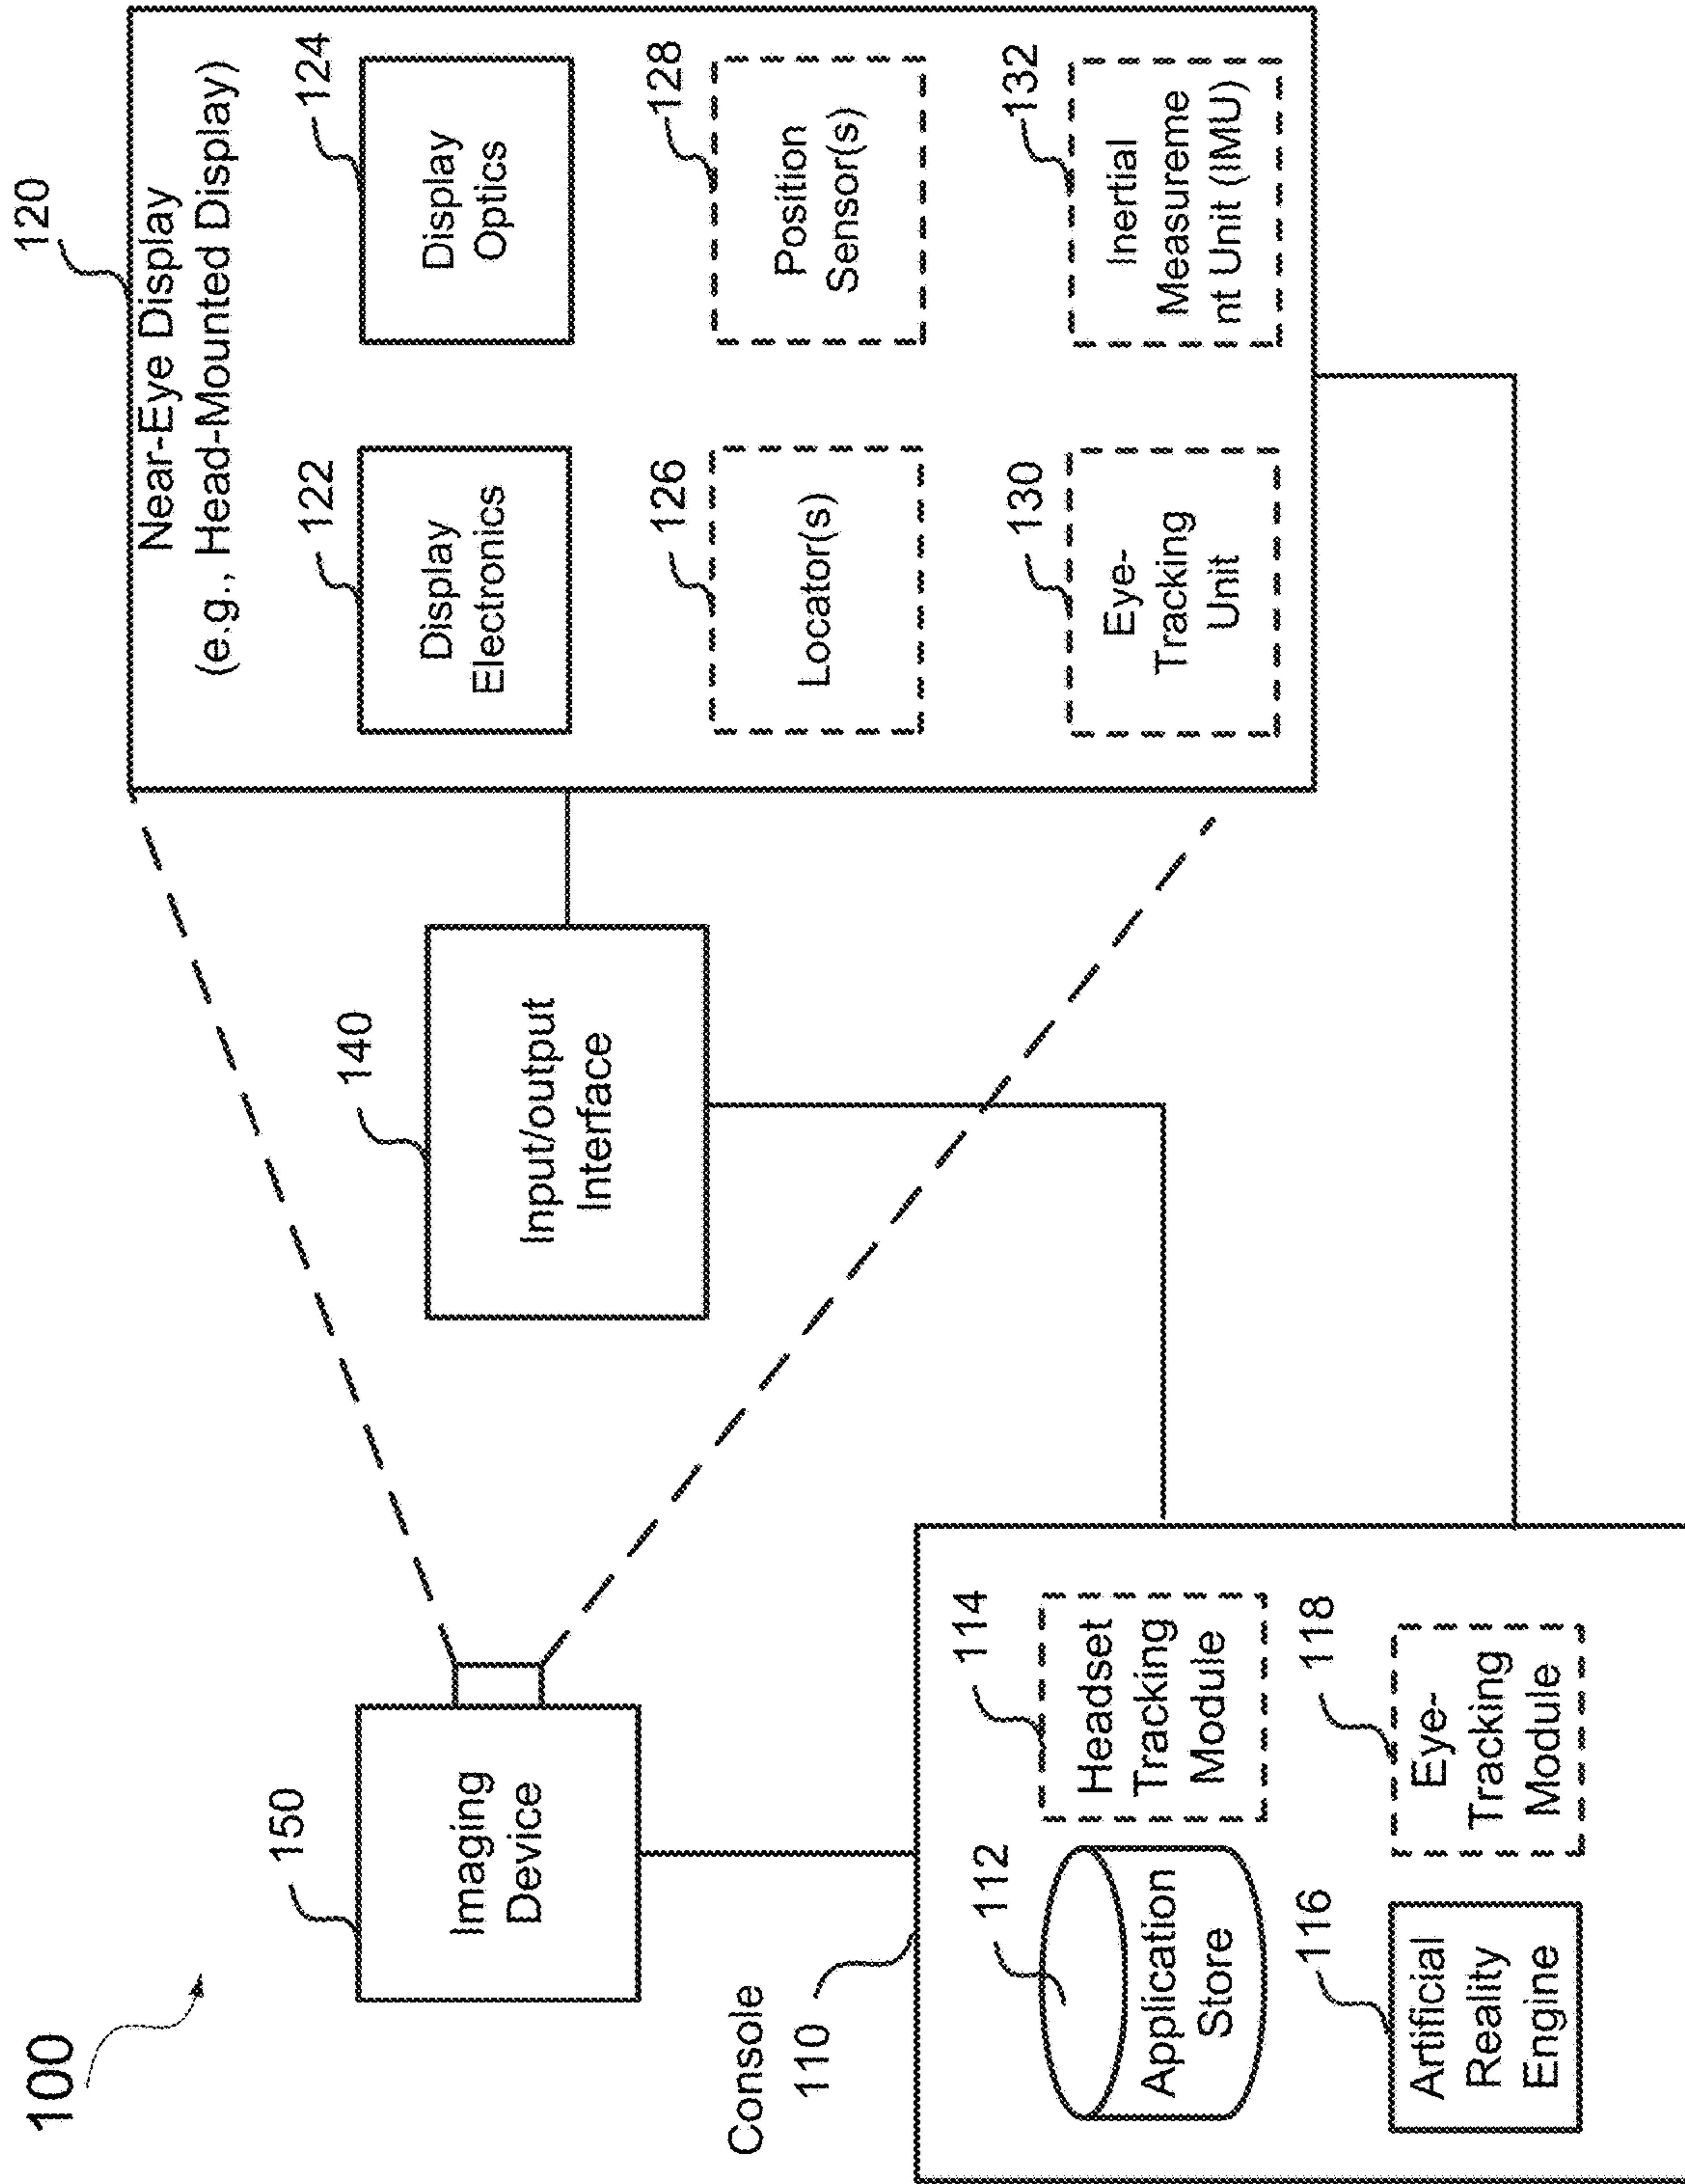 100
150
Imaging
Device
140
Input/output
Interface
120
Near-Eye Display
(e.g., Head-Mounted Display)
122
Display
Electronics
124
Display
Optics
126
Locator(s)
128
Position
Sensor(s)
130
Eye-
Tracking
Unit
132
Inertial
Measureme
nt Unit (IMU)
Console
110
112
Application
Store
114
Headset
Tracking
Module
116
Artificial
Reality
Engine
118
Eye-
Tracking
Module